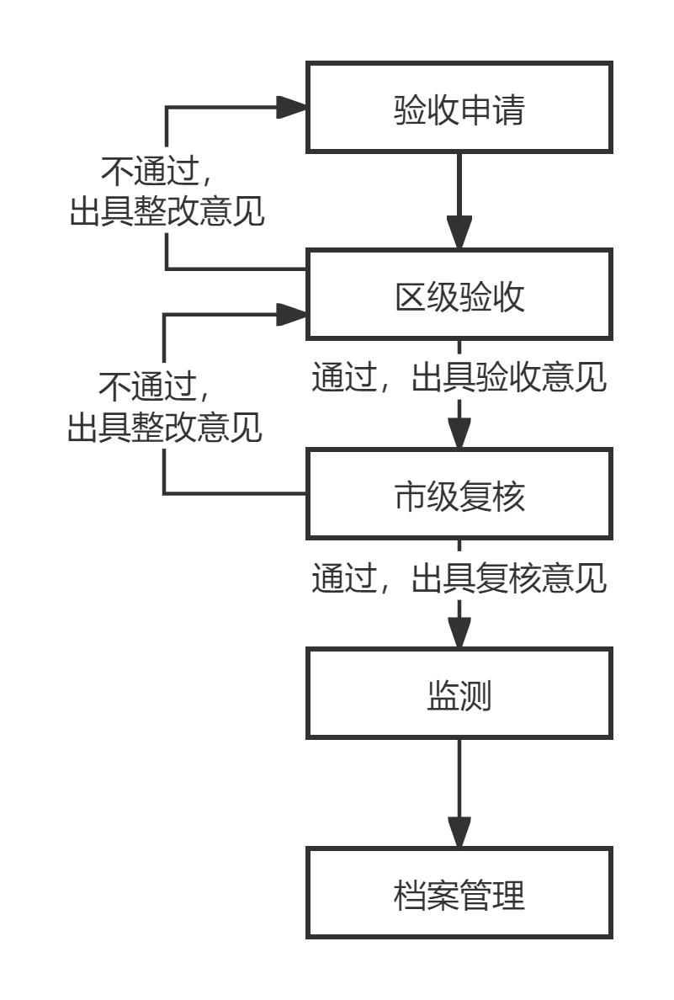 验收申请
不通过，
出具整改意见
区级验收
不通过，
出具整改意见
通过，出具验收意见
市级复核
通过，出具复核意见
监测
档案管理